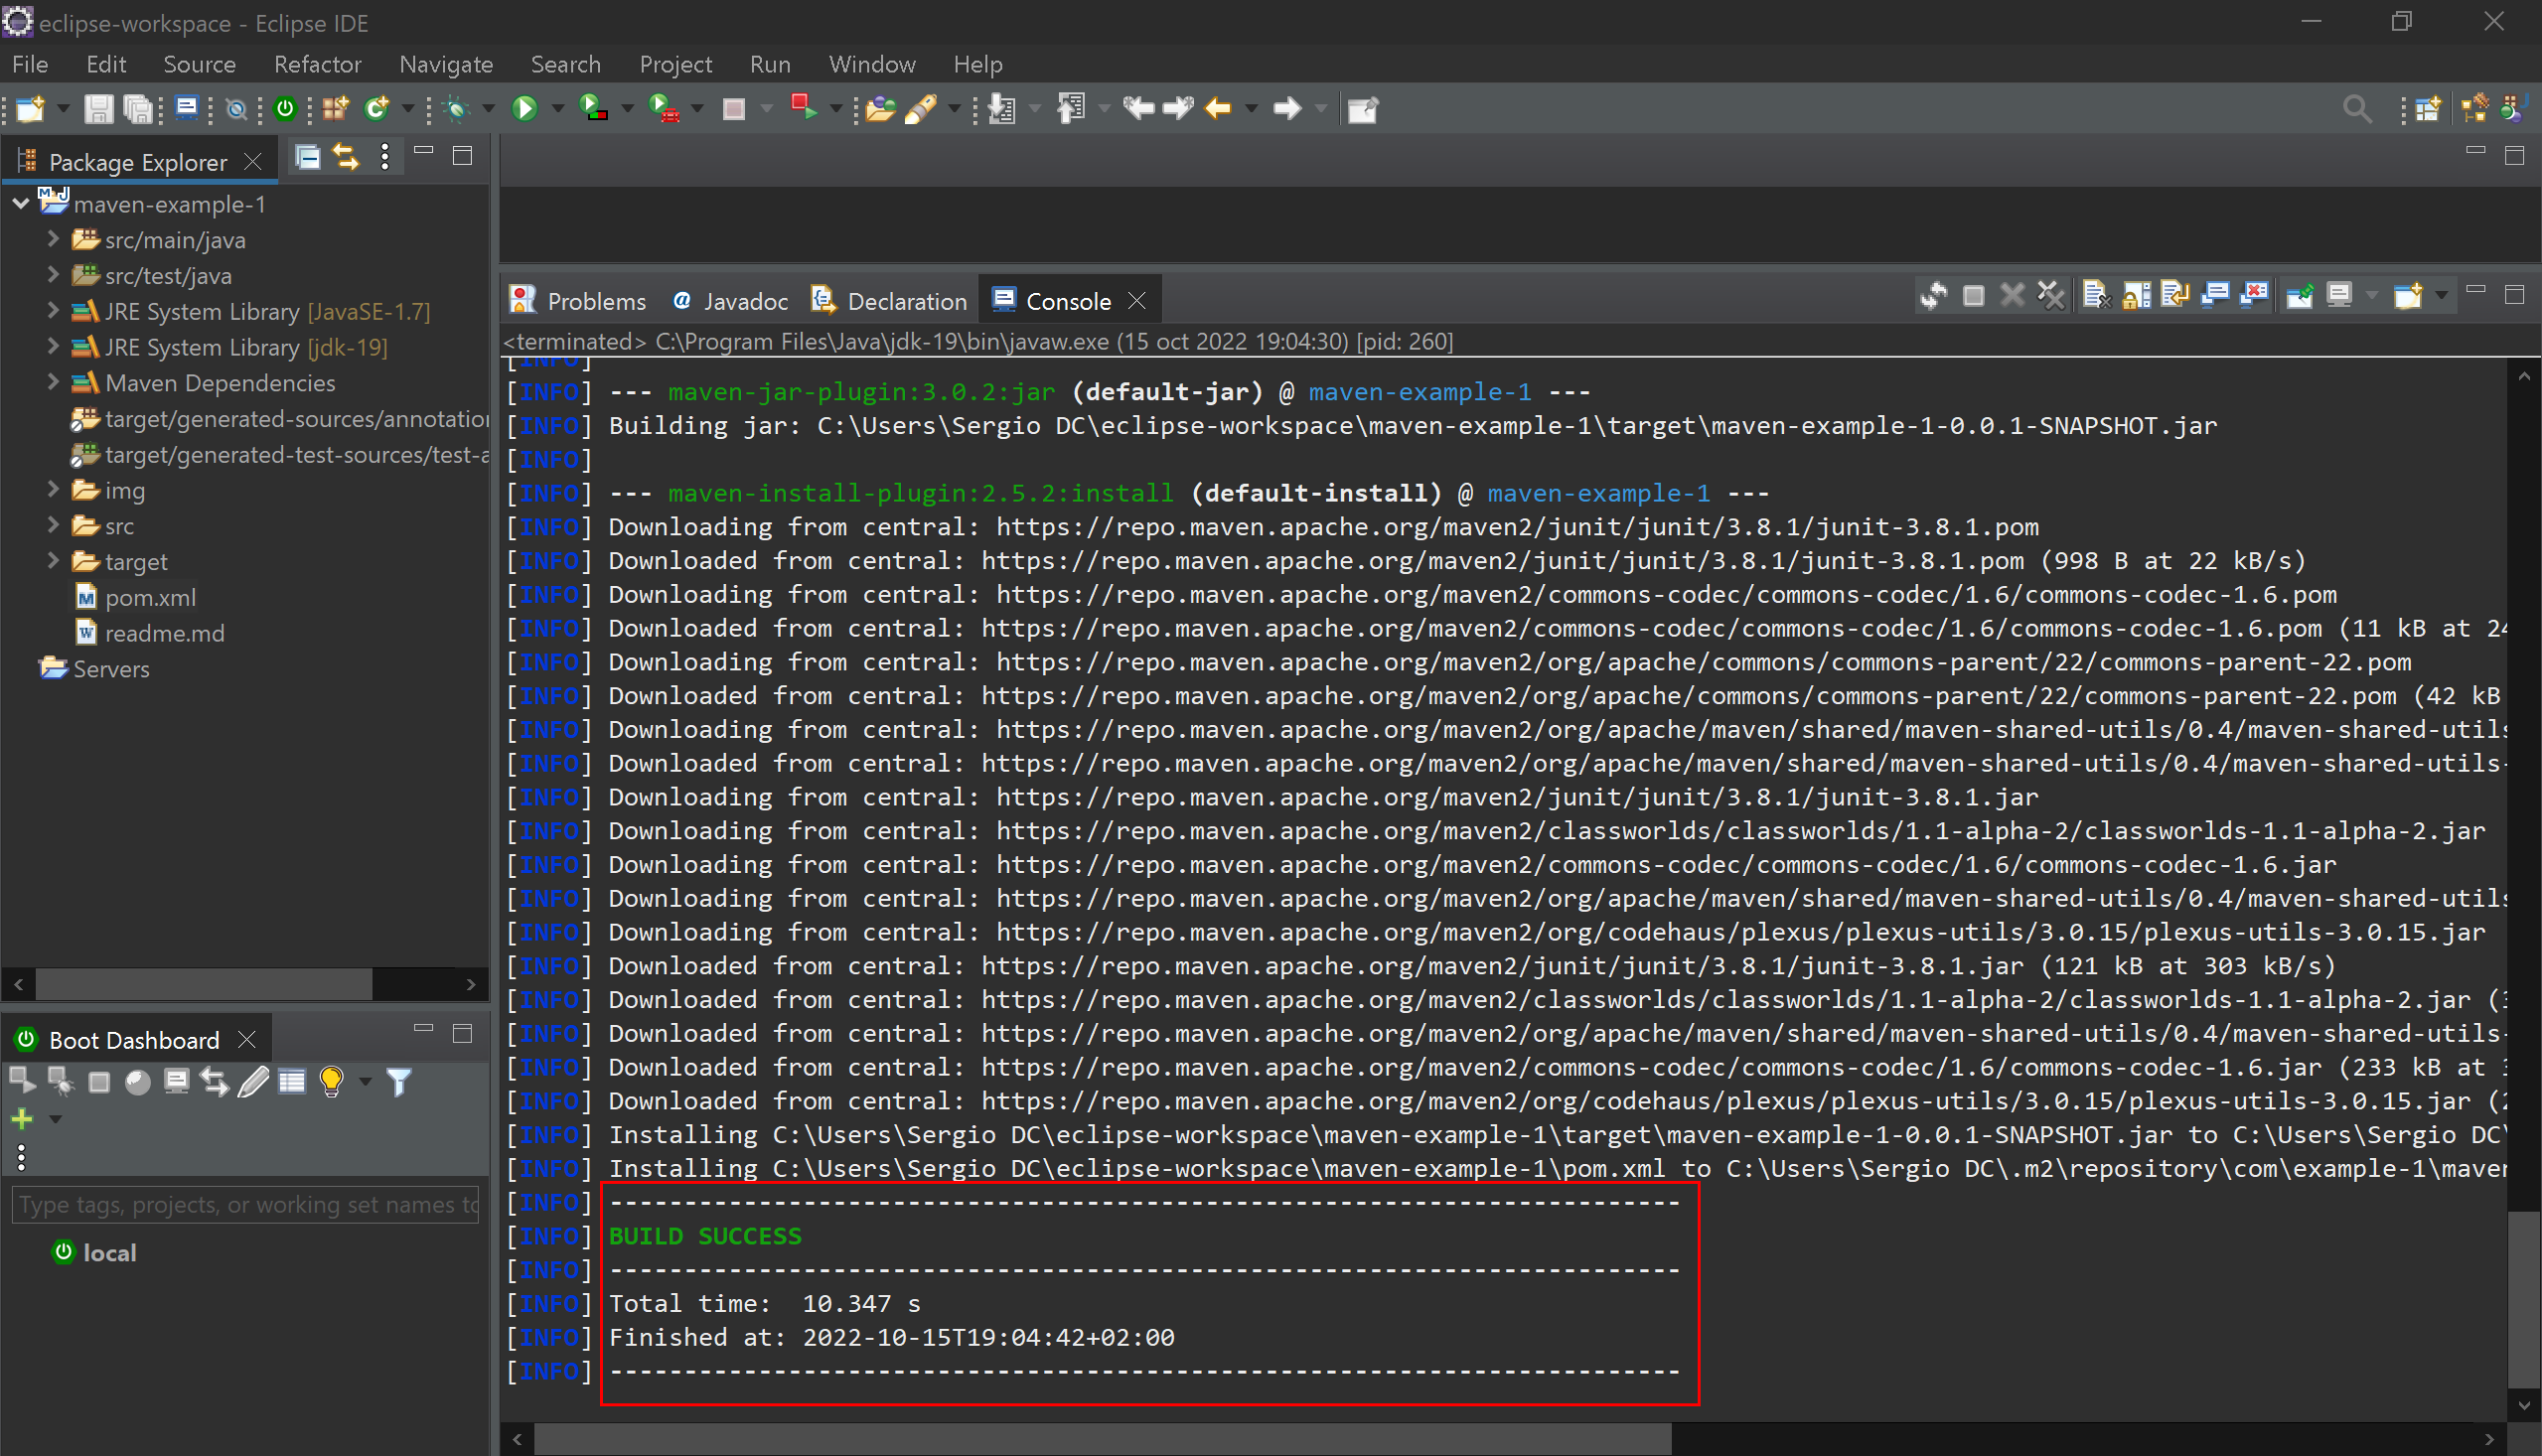 eclipse-workspace - Eclipse IDE
File Edit Source Refactor Navigate Search Project Run Window Help
Package Explorer
maven-example-1
src/main/java
src/test/java
JRE System Library [JavaSE-1.7]
JRE System Library [jdk-19]
Maven Dependencies
target/generated-sources/annotation
target/generated-test-sources/test-a
img
src
target
pom.xml
readme.md
Servers
Boot Dashboard
Type tags, projects, or working set names to
local
Problems Javadoc Declaration Console
<terminated> C:\Program Files\Java\jdk-19\bin\javaw.exe (15 oct 2022 19:04:30) [pid: 260]
[INFO]
[INFO] --- maven-jar-plugin:3.0.2:jar (default-jar) @ maven-example-1 ---
[INFO] Building jar: C:\Users\Sergio DC\eclipse-workspace\maven-example-1\target\maven-example-1-0.0.1-SNAPSHOT.jar
[INFO]
[INFO] --- maven-install-plugin:2.5.2:install (default-install) @ maven-example-1 ---
[INFO] Downloading from central: https://repo.maven.apache.org/maven2/junit/junit/3.8.1/junit-3.8.1.pom
[INFO] Downloaded from central: https://repo.maven.apache.org/maven2/junit/junit/3.8.1/junit-3.8.1.pom (998 B at 22 kB/s)
[INFO] Downloading from central: https://repo.maven.apache.org/maven2/commons-codec/commons-codec/1.6/commons-codec-1.6.pom
[INFO] Downloaded from central: https://repo.maven.apache.org/maven2/commons-codec/commons-codec/1.6/commons-codec-1.6.pom (11 kB at 24
[INFO] Downloading from central: https://repo.maven.apache.org/maven2/org/apache/commons/commons-parent/22/commons-parent-22.pom
[INFO] Downloaded from central: https://repo.maven.apache.org/maven2/org/apache/commons/commons-parent/22/commons-parent-22.pom (42 kB
[INFO] Downloading from central: https://repo.maven.apache.org/maven2/org/apache/maven/shared/maven-shared-utils/0.4/maven-shared-utils
[INFO] Downloaded from central: https://repo.maven.apache.org/maven2/org/apache/maven/shared/maven-shared-utils/0.4/maven-shared-utils-
[INFO] Downloading from central: https://repo.maven.apache.org/maven2/junit/junit/3.8.1/junit-3.8.1.jar
[INFO] Downloading from central: https://repo.maven.apache.org/maven2/classworlds/classworlds/1.1-alpha-2/classworlds-1.1-alpha-2.jar
[INFO] Downloading from central: https://repo.maven.apache.org/maven2/commons-codec/commons-codec/1.6/commons-codec-1.6.jar
[INFO] Downloading from central: https://repo.maven.apache.org/maven2/org/apache/maven/shared/maven-shared-utils/0.4/maven-shared-utils
[INFO] Downloading from central: https://repo.maven.apache.org/maven2/org/codehaus/plexus/plexus-utils/3.0.15/plexus-utils-3.0.15.jar
[INFO] Downloaded from central: https://repo.maven.apache.org/maven2/junit/junit/3.8.1/junit-3.8.1.jar (121 kB at 303 kB/s)
[INFO] Downloaded from central: https://repo.maven.apache.org/maven2/classworlds/classworlds/1.1-alpha-2/classworlds-1.1-alpha-2.jar (3
[INFO] Downloaded from central: https://repo.maven.apache.org/maven2/org/apache/maven/shared/maven-shared-utils/0.4/maven-shared-utils-
[INFO] Downloaded from central: https://repo.maven.apache.org/maven2/commons-codec/commons-codec/1.6/commons-codec-1.6.jar (233 kB at 3
[INFO] Downloaded from central: https://repo.maven.apache.org/maven2/org/codehaus/plexus/plexus-utils/3.0.15/plexus-utils-3.0.15.jar (2
[INFO] Installing C:\Users\Sergio DC\eclipse-workspace\maven-example-1\target\maven-example-1-0.0.1-SNAPSHOT.jar to C:\Users\Sergio DC\
[INFO] Installing C:\Users\Sergio DC\eclipse-workspace\maven-example-1\pom.xml to C:\Users\Sergio DC\.m2\repository\com\example-1\maven
[INFO] ------------------------------------------------------------------------
[INFO] BUILD SUCCESS
[INFO] ------------------------------------------------------------------------
[INFO] Total time:  10.347 s
[INFO] Finished at: 2022-10-15T19:04:42+02:00
[INFO] ------------------------------------------------------------------------